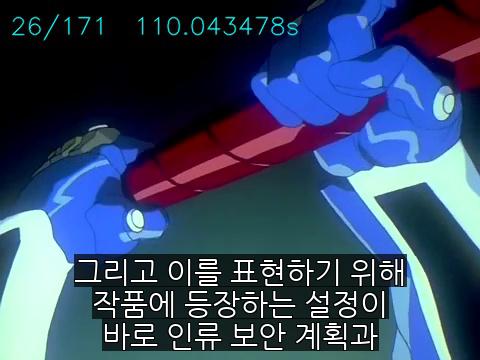 26/171 110.043478s
그리고 이를 표현하기 위해
작품에 등장하는 설정이
바로 인류 보안 계획과